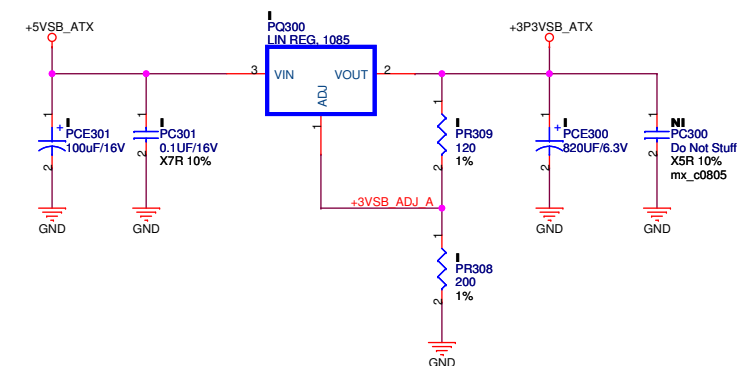 +5VSB_ATX
I
PQ300
LIN REG, 1085
+3P3VSB_ATX
3
VIN
VOUT
2
ADJ
1
1
+
I
PCE301
100uF/16V
2
GND
1
I
PC301
0.1UF/16V
X7R 10%
2
GND
1
I
PR309
120
1%
2
1
+
I
PCE300
820UF/6.3V
2
GND
1
NI
PC300
Do Not Stuff
X5R 10%
mx_c0805
2
GND
+3VSB_ADJ_A
1
I
PR308
200
1%
2
GND